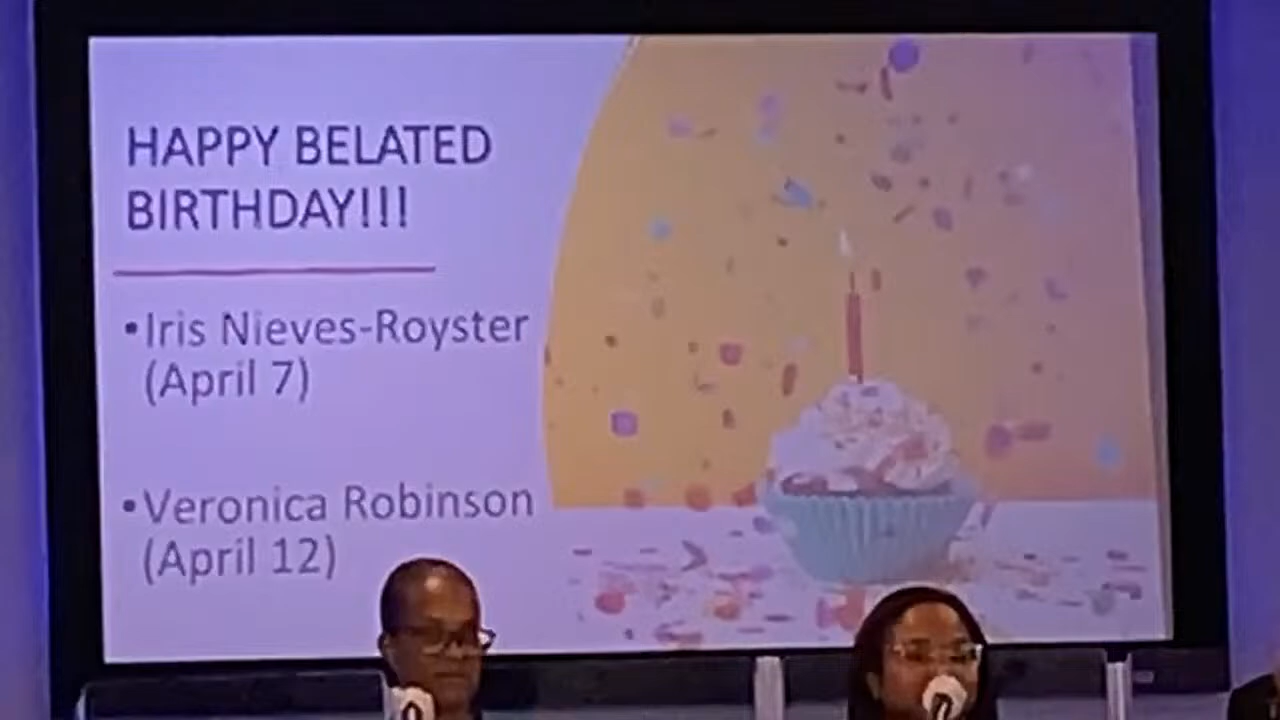 HAPPY BELATED
BIRTHDAY!!!
•Iris Nieves-Royster
(April 7)
•Veronica Robinson
(April 12)